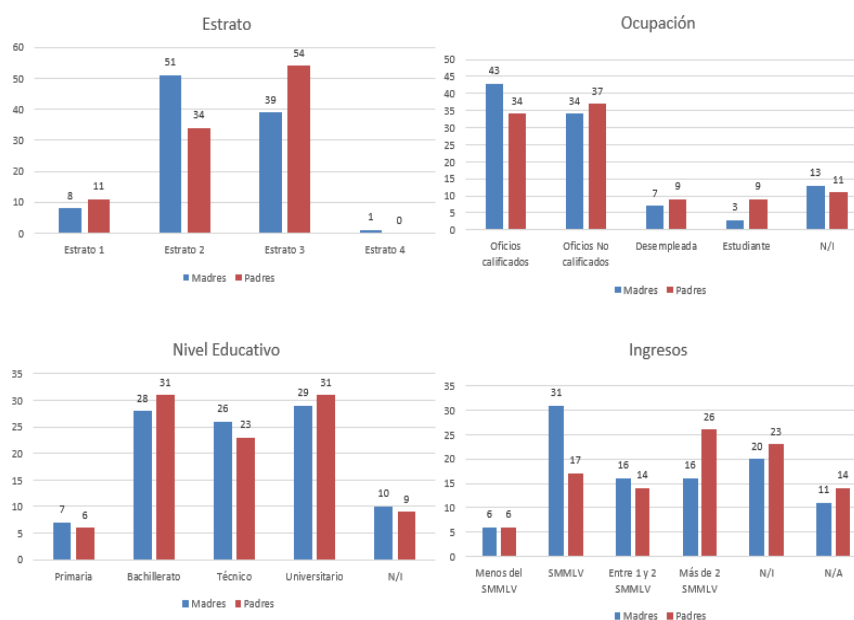 Estrato
60
50
40
30
20
10
0
8
11
51
34
39
54
1
0
Estrato 1
Estrato 2
Estrato 3
Estrato 4
Madres
Padres
Ocupación
50
45
40
35
30
25
20
15
10
5
0
43
34
34
37
7
9
3
9
13
11
Oficios
calificados
Oficios No
calificados
Desempleada
Estudiante
N/I
Madres
Padres
Nivel Educativo
35
30
25
20
15
10
5
0
7
6
28
31
26
23
29
31
10
9
Primaria
Bachillerato
Técnico
Universitario
N/I
Madres
Padres
Ingresos
35
30
25
20
15
10
5
0
6
6
31
17
16
14
16
26
20
23
11
14
Menos del
SMMLV
SMMLV
Entre 1 y 2
SMMLV
Más de 2
SMMLV
N/I
N/A
Madres
Padres